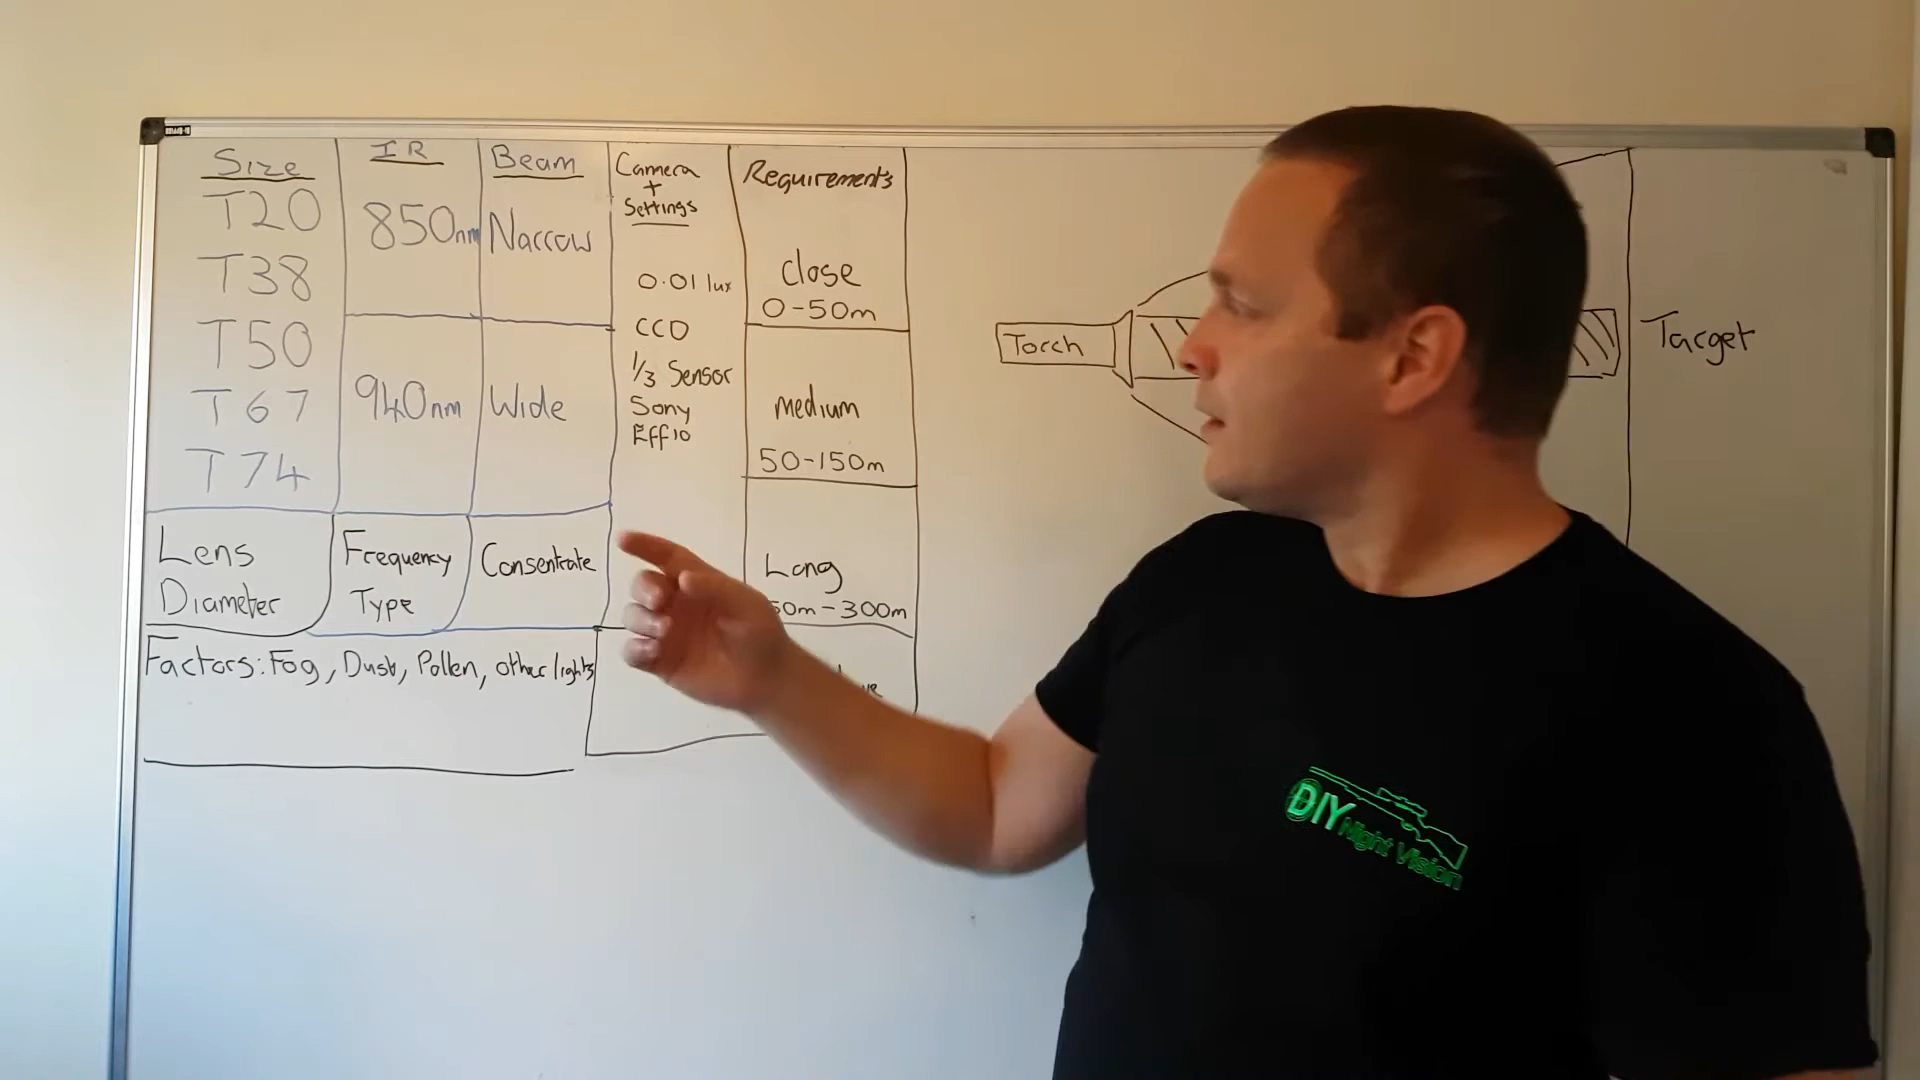 Size
T20
T38
T50
T67
T74
Lens
Diameter
IR
850nm
940nm
Frequency
Type
Beam
Narrow
Wide
Consentrate
Camera
+
Settings
0.01 lux
CCD
1/3 Sensor
Sony
Eff10
Requirements
Close
0-50m
medium
50-150m
Long
50m-300m
Factors: Fog, Dust, Pollen, other lights
Torch
Target
DIY
Night Vision